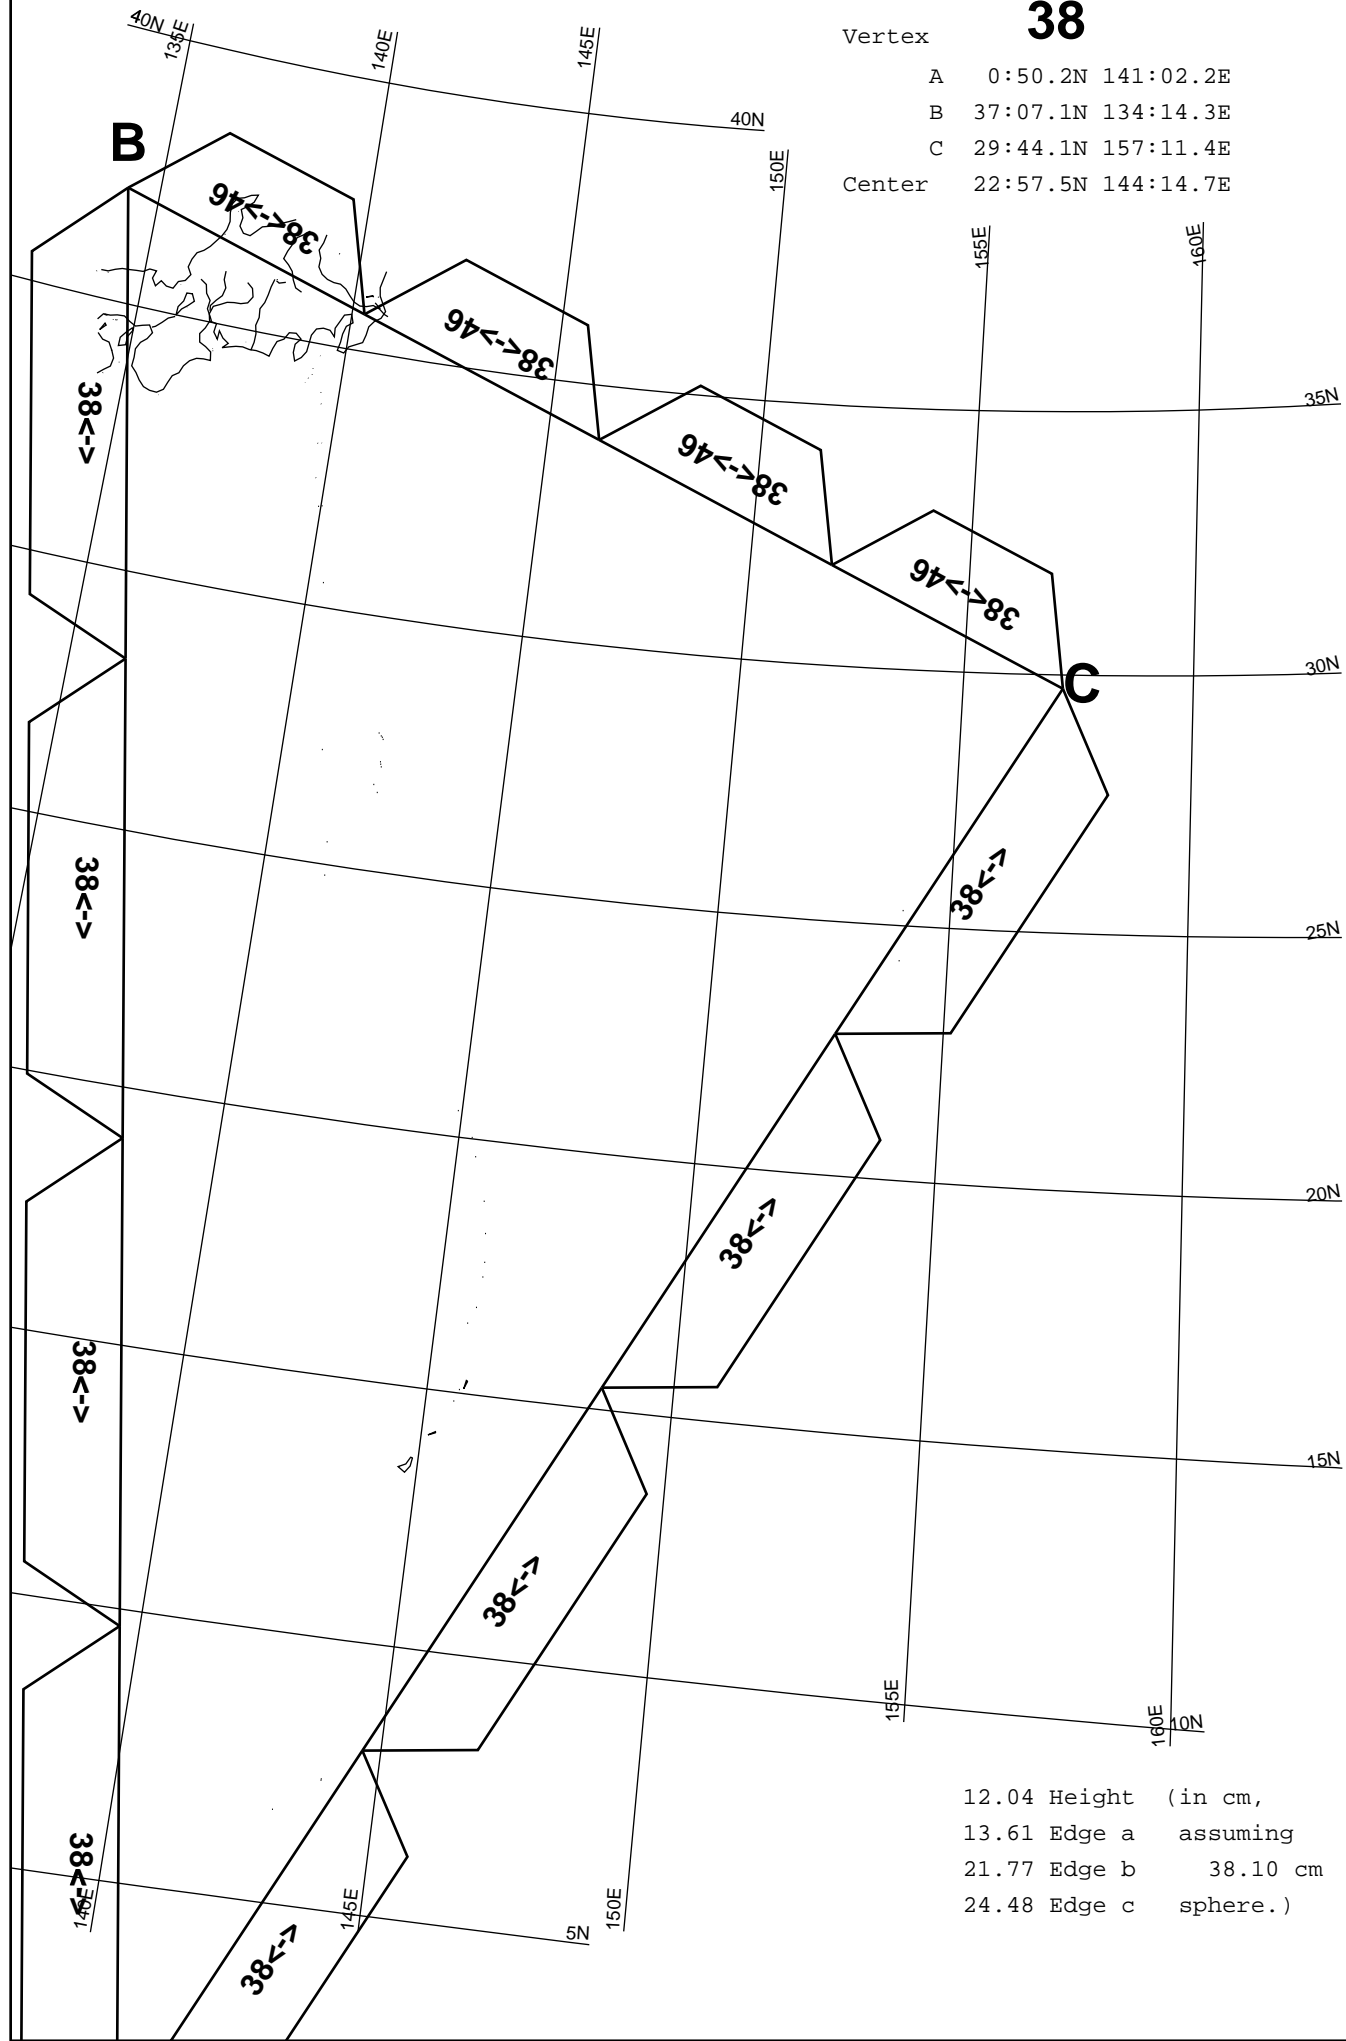 38
Vertex
A 0:50.2N 141:02.2E
B 37:07.1N 134:14.3E
C 29:44.1N 157:11.4E
Center 22:57.5N 144:14.7E
40N
135E
140E
145E
40N
150E
155E
160E
B
38<->46
38<->46
38<->46
38<->46
35N
38<->
30N
C
38<->
38<->
25N
20N
38<->
38<->
15N
38<->
155E
160E
10N
38<->
140E
145E
150E
5N
38<->
12.04 Height (in cm,
13.61 Edge a assuming
21.77 Edge b 38.10 cm
24.48 Edge c sphere.)